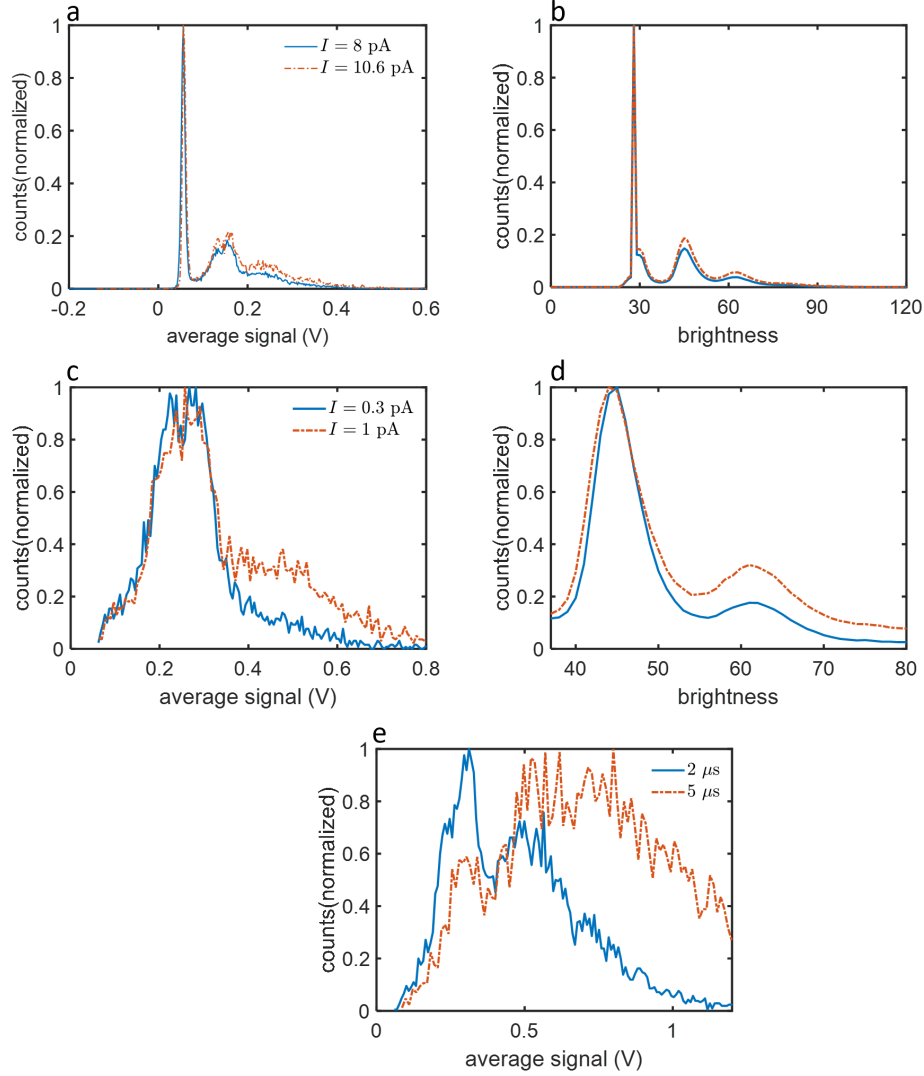 a
counts(normalized)
1
0.8
0.6
0.4
0.2
0
-0.2 0 0.2 0.4 0.6
average signal (V)
I = 8 pA
I = 10.6 pA
b
counts(normalized)
1
0.8
0.6
0.4
0.2
0
0 30 60 90 120
brightness
c
counts(normalized)
1
0.8
0.6
0.4
0.2
0
0 0.2 0.4 0.6 0.8
average signal (V)
I = 0.3 pA
I = 1 pA
d
counts(normalized)
1
0.8
0.6
0.4
0.2
0
40 50 60 70 80
brightness
e
counts(normalized)
1
0.8
0.6
0.4
0.2
0
0 0.5 1
average signal (V)
2 μs
5 μs